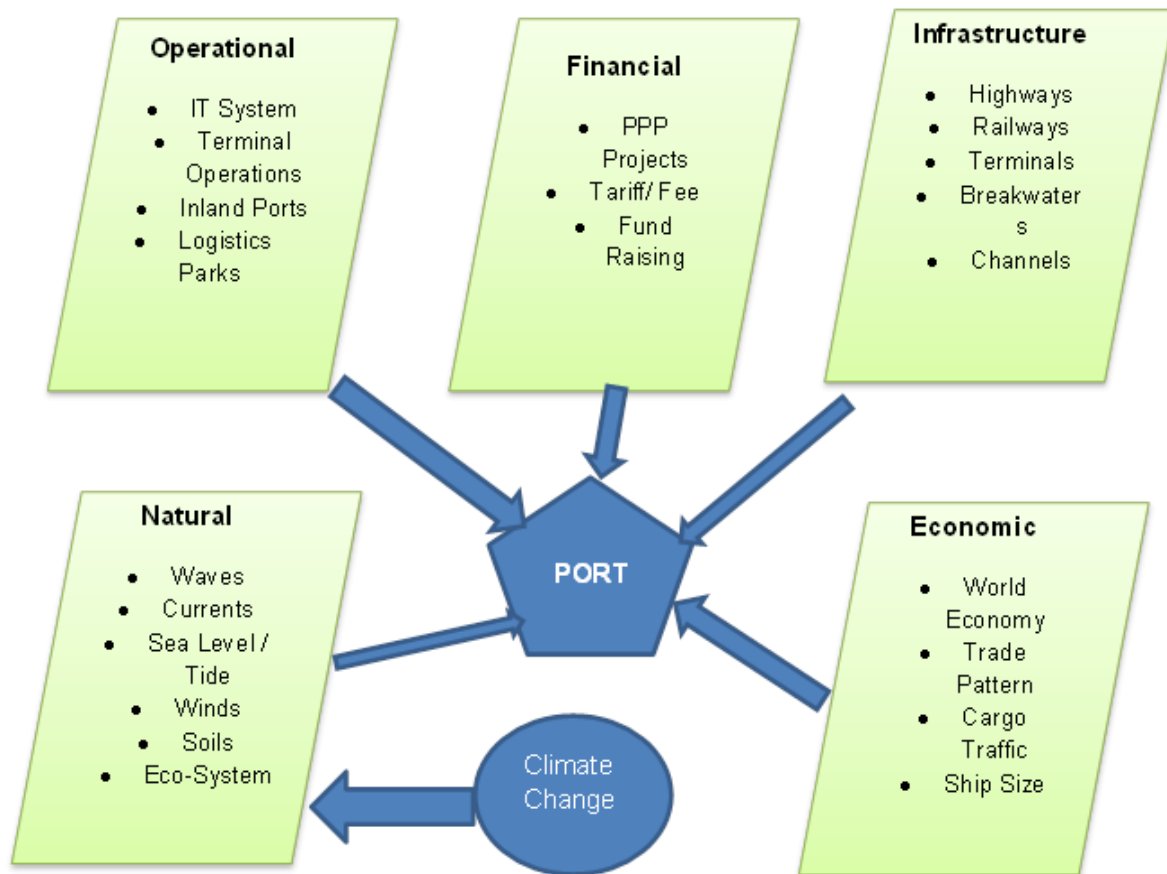 Operational
• IT System
• Terminal
Operations
• Inland Ports
• Logistics
Parks
Financial
• PPP
Projects
• Tariff/ Fee
• Fund
Raising
Infrastructure
• Highways
• Railways
• Terminals
• Breakwater
s
• Channels
Natural
• Waves
• Currents
• Sea Level /
Tide
• Winds
• Soils
• Eco-System
PORT
Climate
Change
Economic
• World
Economy
• Trade
Pattern
• Cargo
Traffic
• Ship Size